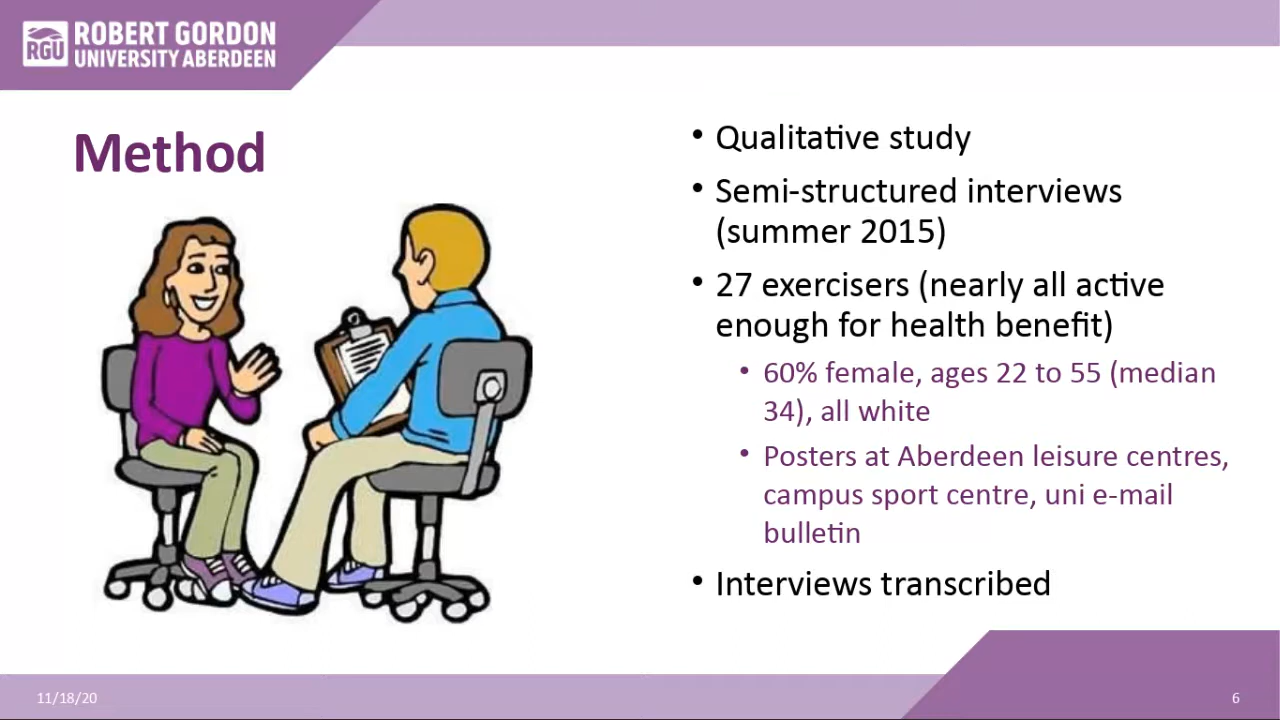 RGU
ROBERT GORDON
UNIVERSITY ABERDEEN
Method
• Qualitative study
• Semi-structured interviews
(summer 2015)
• 27 exercisers (nearly all active
enough for health benefit)
• 60% female, ages 22 to 55 (median
34), all white
• Posters at Aberdeen leisure centres,
campus sport centre, uni e-mail
bulletin
• Interviews transcribed
11/18/20
6